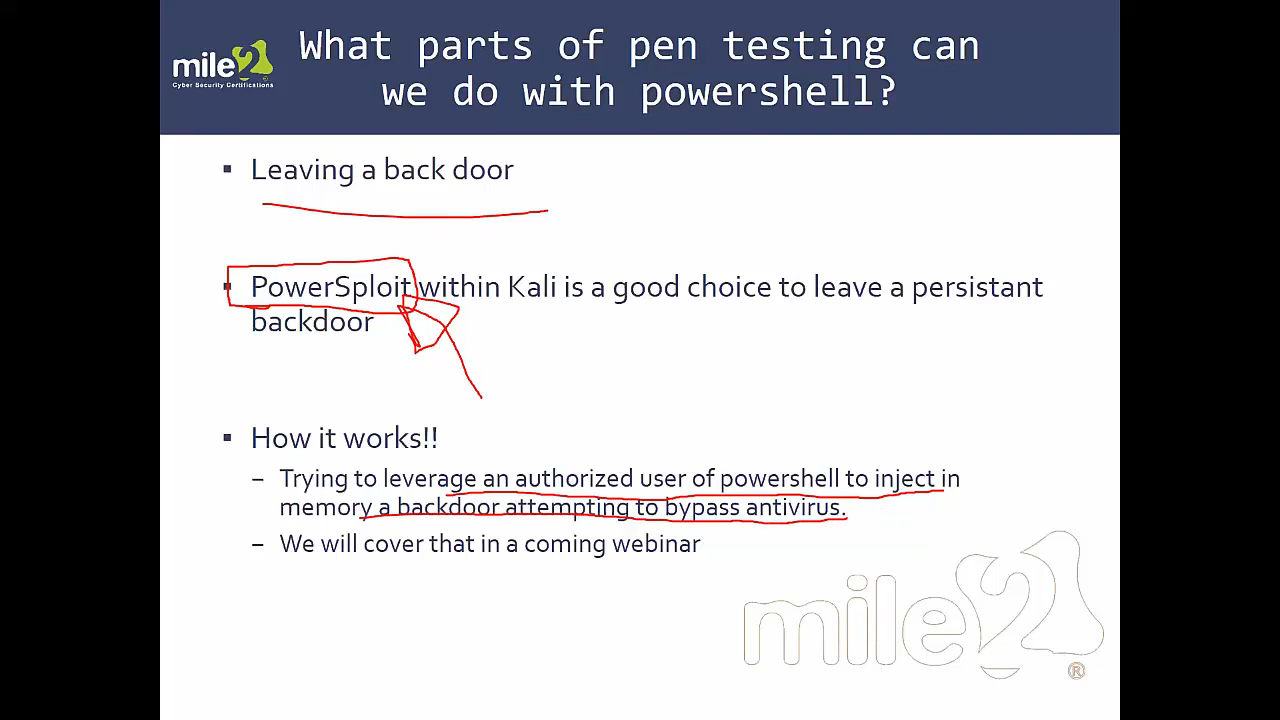 What parts of pen testing can
we do with powershell?
mile2
®
Cyber Security Certifications
▪ Leaving a back door
▪ PowerSploit within Kali is a good choice to leave a persistant
backdoor
▪ How it works!!
– Trying to leverage an authorized user of powershell to inject in
memory a backdoor attempting to bypass antivirus.
– We will cover that in a coming webinar
mile2
®